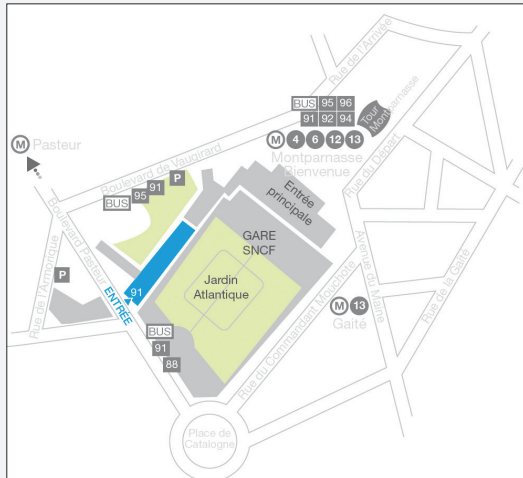 Rue de l'Arrivée
BUS 95 96
91 92 94
Tour
Montparnasse
M Pasteur
M 4 6 12 13
Montparnasse
Bienvenue
Rue du Départ
Boulevard de Vaugirard
P
91
BUS 95
Entrée
principale
Boulevard Pasteur
GARE
SNCF
Avenue du Maine
Rue de la Gaîté
P
Rue de l'Armorique
Jardin
Atlantique
91
ENTRÉE
Rue du Commandant Mouchote
M 13
Gaîté
BUS
91
88
Place de
Catalogne